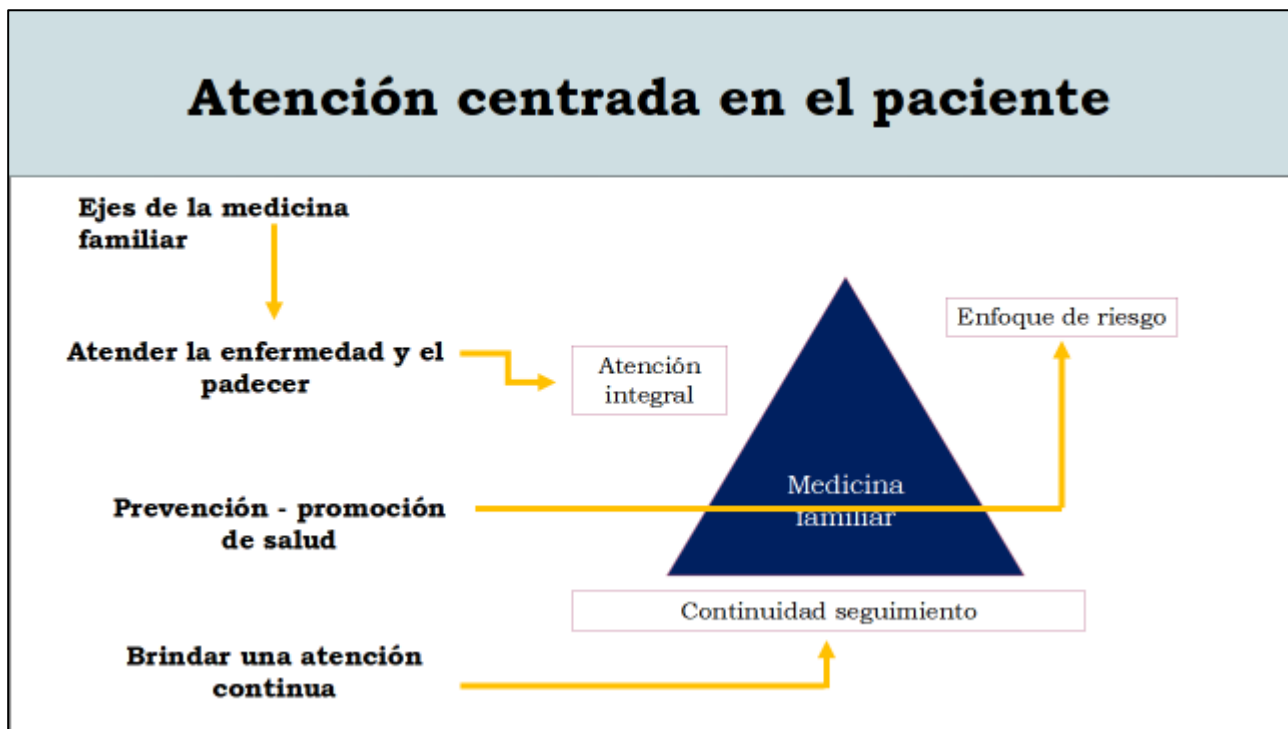 Atención centrada en el paciente
Ejes de la medicina
familiar
Atender la enfermedad y el
padecer
Atención
integral
Enfoque de riesgo
Prevención - promoción
de salud
Medicina
familiar
Continuidad seguimiento
Brindar una atención
continua